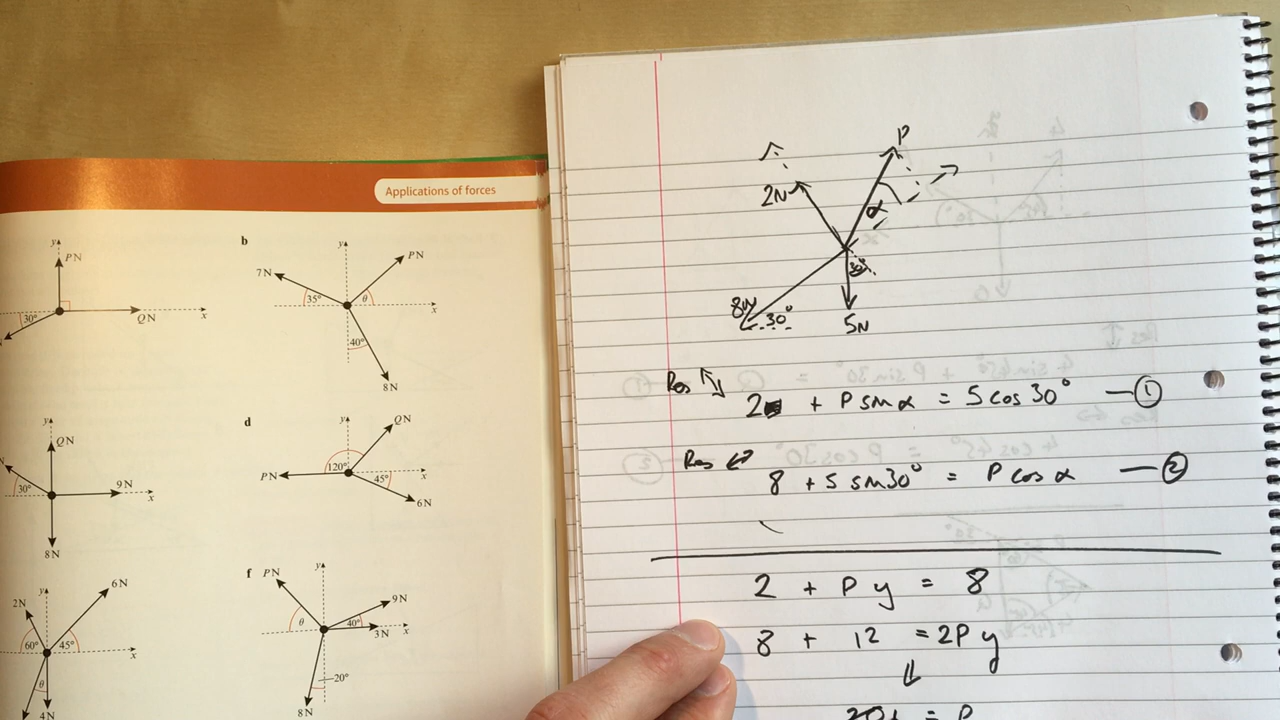 Applications of forces
y
PN
30°
QN
x
b
y
7N
PN
35°
θ
x
40°
8N
y
QN
30°
9N
x
8N
d
y
QN
120°
PN
45°
x
6N
y
6N
2N
60°
45°
x
θ
4N
f
y
PN
9N
θ
40°
3N
x
20°
8N
P
2N
α
30°
8N
30°
5N
Res
2 + P sin α = 5 cos 30° — ①
Res
8 + 5 sin 30° = P cos α — ②
2 + P y = 8
8 + 12 = 2P y
= P